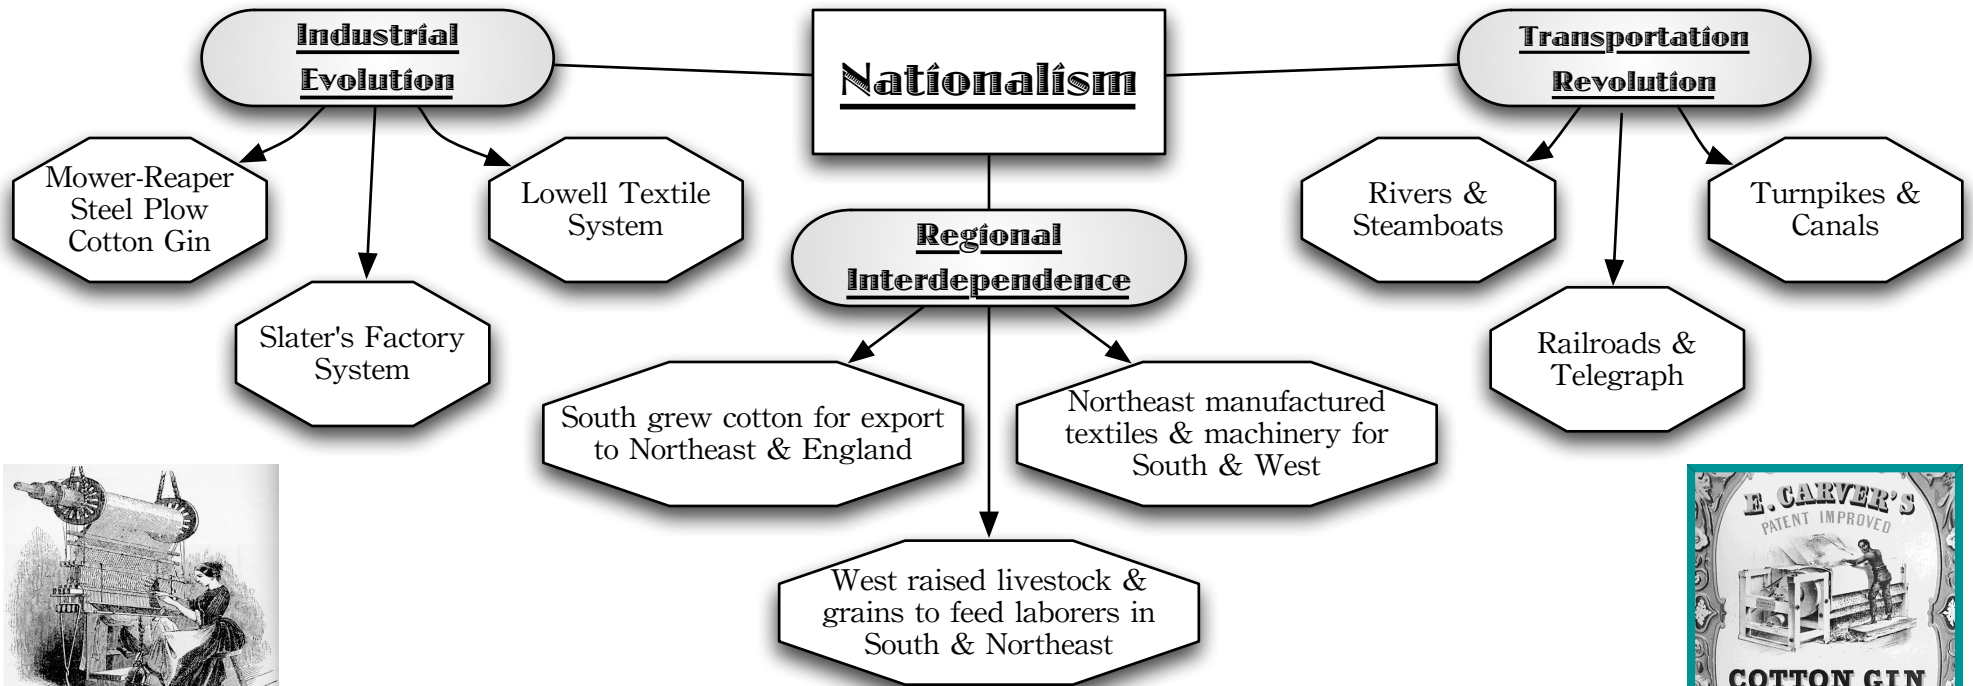 Industrial
Evolution
Nationalism
Transportation
Revolution
Mower-Reaper
Steel Plow
Cotton Gin
Slater's Factory
System
Lowell Textile
System
Regional
Interdependence
South grew cotton for export
to Northeast & England
West raised livestock &
grains to feed laborers in
South & Northeast
Northeast manufactured
textiles & machinery for
South & West
Rivers &
Steamboats
Railroads &
Telegraph
Turnpikes &
Canals
E. CARVER'S
PATENT IMPROVED
COTTON GIN